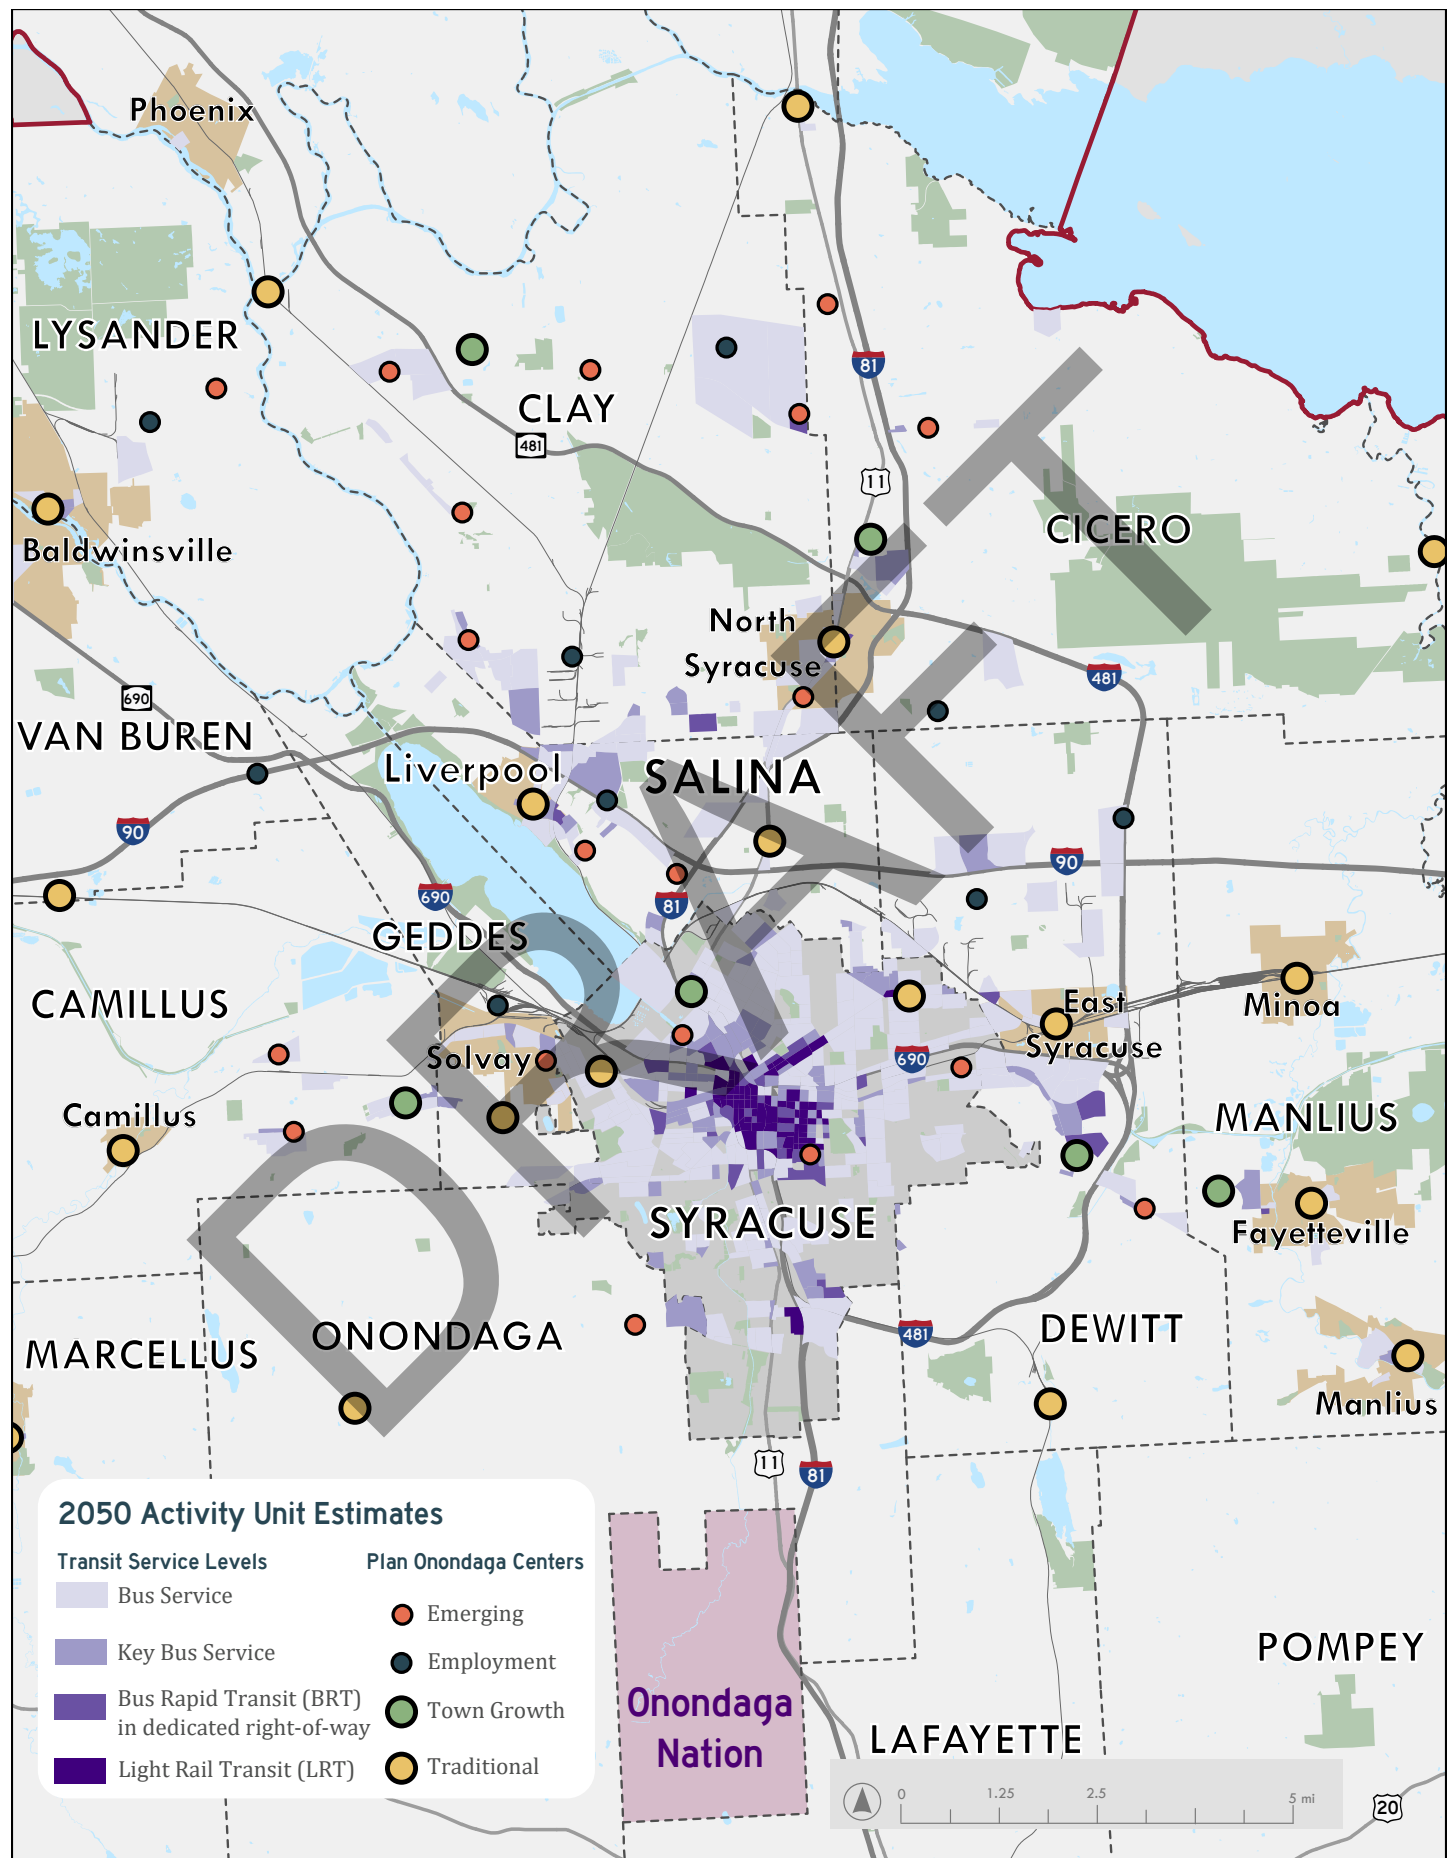 Phoenix
LYSANDER
81
CLAY
481
11
CICERO
Baldwinsville
North
Syracuse
481
690
VAN BUREN
Liverpool
SALINA
90
90
690
81
GEDDES
CAMILLUS
East
Syracuse
Minoa
Solvay
690
Camillus
MANLIUS
SYRACUSE
Fayetteville
ONONDAGA
481
DEWITT
MARCELLUS
Manlius
11
81
DRAFT
2050 Activity Unit Estimates
Transit Service Levels
Bus Service
Key Bus Service
Bus Rapid Transit (BRT)
in dedicated right-of-way
Light Rail Transit (LRT)
Plan Onondaga Centers
Emerging
Employment
Town Growth
Traditional
Onondaga
Nation
POMPEY
LAFAYETTE
0 1.25 2.5 5 mi
20